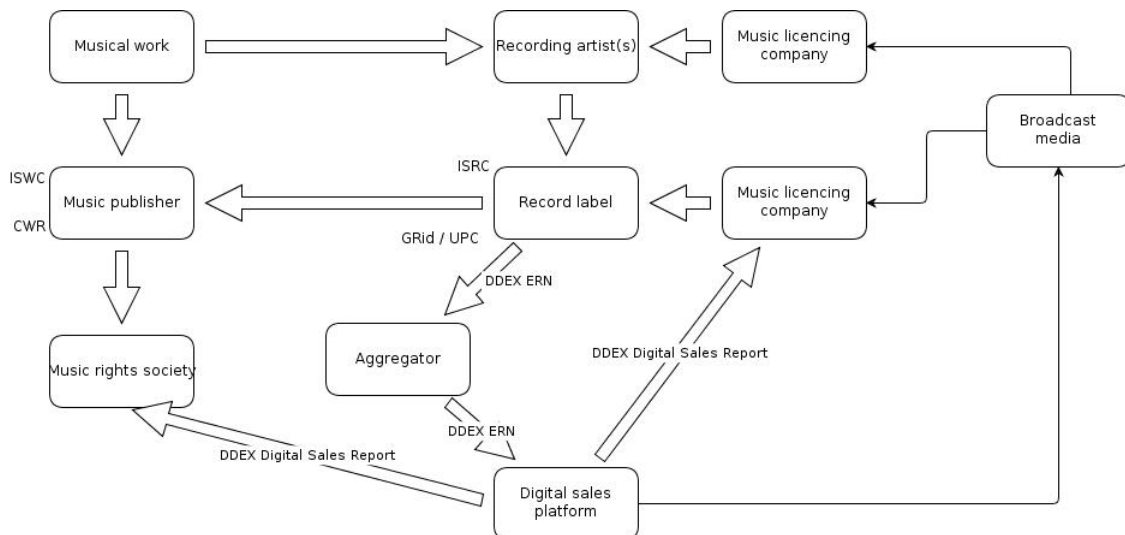 Musical work
Recording artist(s)
Music licencing
company
Broadcast
media
ISWC
Music publisher
CWR
ISRC
Record label
GRid / UPC
Music licencing
company
DDEX ERN
Aggregator
DDEX Digital Sales Report
Music rights society
DDEX ERN
DDEX Digital Sales Report
Digital sales
platform